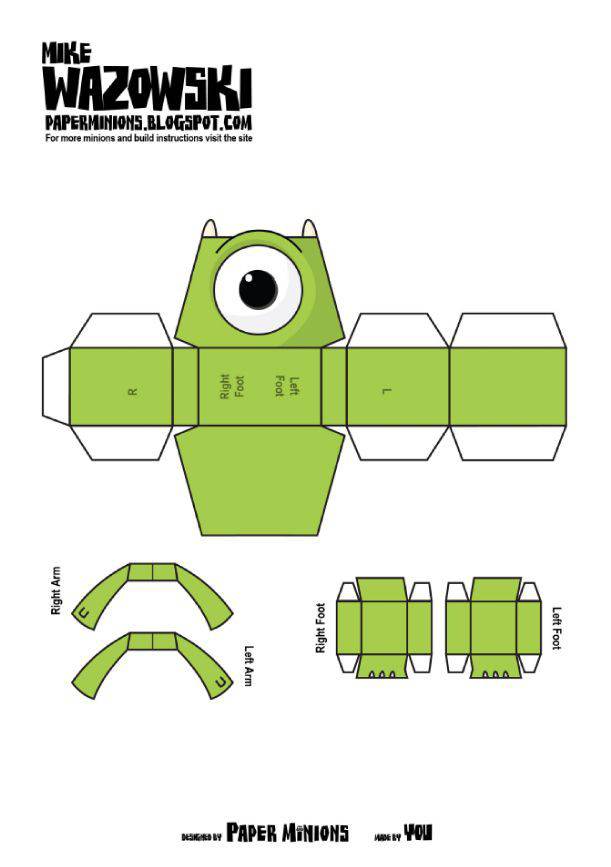 MIKE
WAZOWSKI
PAPERMINIONS.BLOGSPOT.COM
For more minions and build instructions visit the site
R
Right
Foot
Left
Foot
L
Right Arm
Left Arm
Right Foot
Left Foot
DESIGNED BY PAPER MINIONS MADE BY YOU